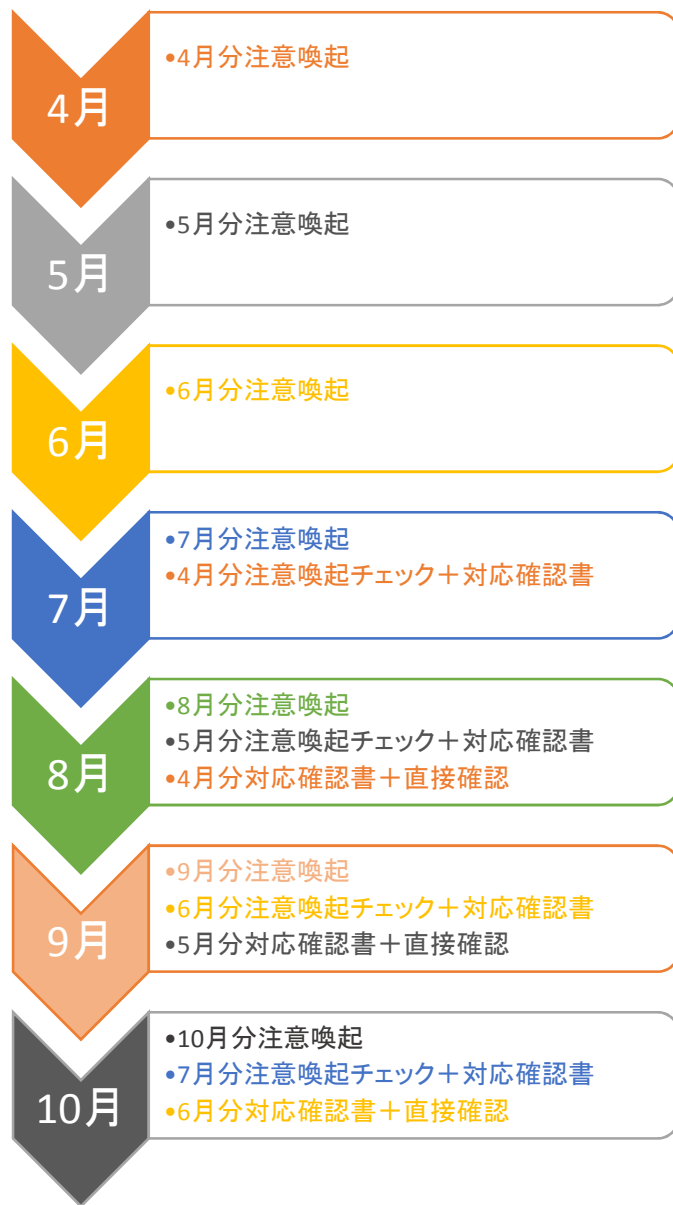 4月
•4月分注意喚起
5月
•5月分注意喚起
6月
•6月分注意喚起
7月
•7月分注意喚起
•4月分注意喚起チェック＋対応確認書
8月
•8月分注意喚起
•5月分注意喚起チェック＋対応確認書
•4月分対応確認書＋直接確認
9月
•9月分注意喚起
•6月分注意喚起チェック＋対応確認書
•5月分対応確認書＋直接確認
10月
•10月分注意喚起
•7月分注意喚起チェック＋対応確認書
•6月分対応確認書＋直接確認